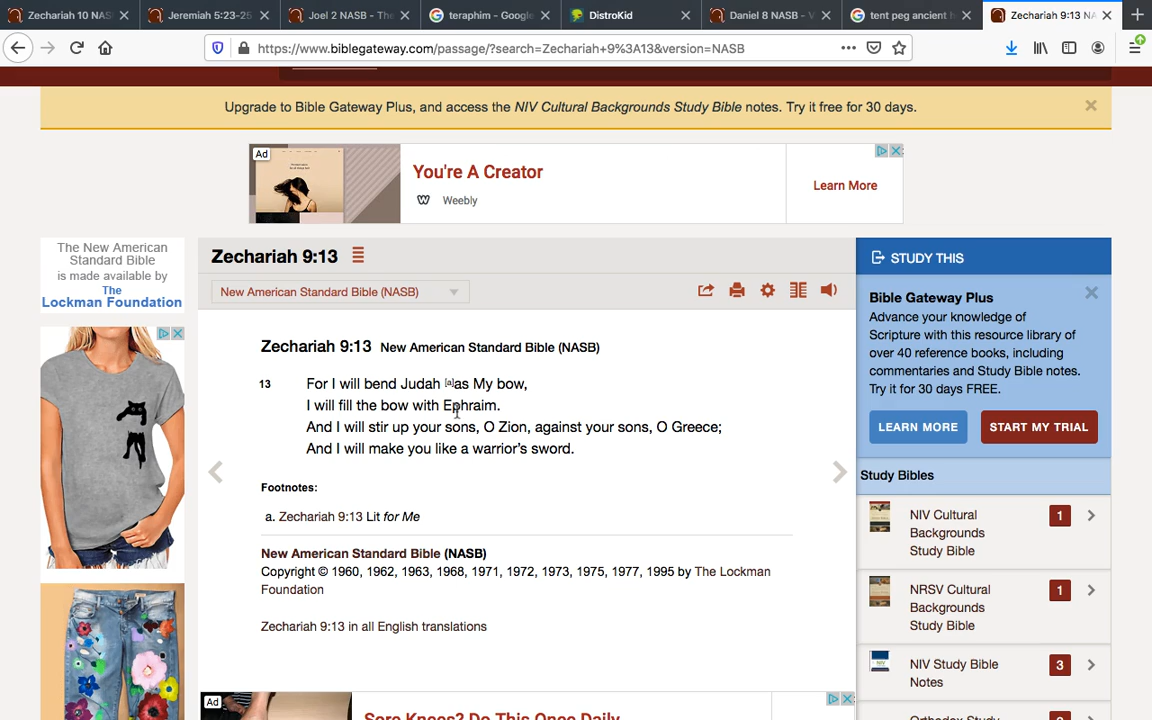 Zechariah 10 NAS
Jeremiah 5:23-25
Joel 2 NASB - The
teraphim - Google
DistroKid
Daniel 8 NASB - V
tent peg ancient h
Zechariah 9:13 N
https://www.biblegateway.com/passage/?search=Zechariah+9%3A13&version=NASB
Upgrade to Bible Gateway Plus, and access the NIV Cultural Backgrounds Study Bible notes. Try it free for 30 days.
Ad
You're A Creator
Weebly
Learn More
The New American
Standard Bible
is made available by
The
Lockman Foundation
Zechariah 9:13
New American Standard Bible (NASB)
Zechariah 9:13 New American Standard Bible (NASB)
13 For I will bend Judah [a]as My bow,
I will fill the bow with Ephraim.
And I will stir up your sons, O Zion, against your sons, O Greece;
And I will make you like a warrior's sword.
Footnotes:
a. Zechariah 9:13 Lit for Me
New American Standard Bible (NASB)
Copyright © 1960, 1962, 1963, 1968, 1971, 1972, 1973, 1975, 1977, 1995 by The Lockman
Foundation
Zechariah 9:13 in all English translations
Ad
Sore Knees? Do This Once Daily
STUDY THIS
Bible Gateway Plus
Advance your knowledge of
Scripture with this resource library of
over 40 reference books, including
commentaries and Study Bible notes.
Try it for 30 days FREE.
LEARN MORE
START MY TRIAL
Study Bibles
NIV Cultural
Backgrounds
Study Bible
1
NRSV Cultural
Backgrounds
Study Bible
1
NIV Study Bible
Notes
3